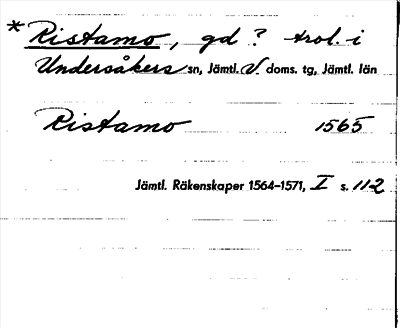 * Ristamo, gd ? trol. i
Undersåkers sn, Jämtl. V. doms. tg, Jämtl. län
Ristamo 1565
Jämtl. Räkenskaper 1564-1571, I s. 112